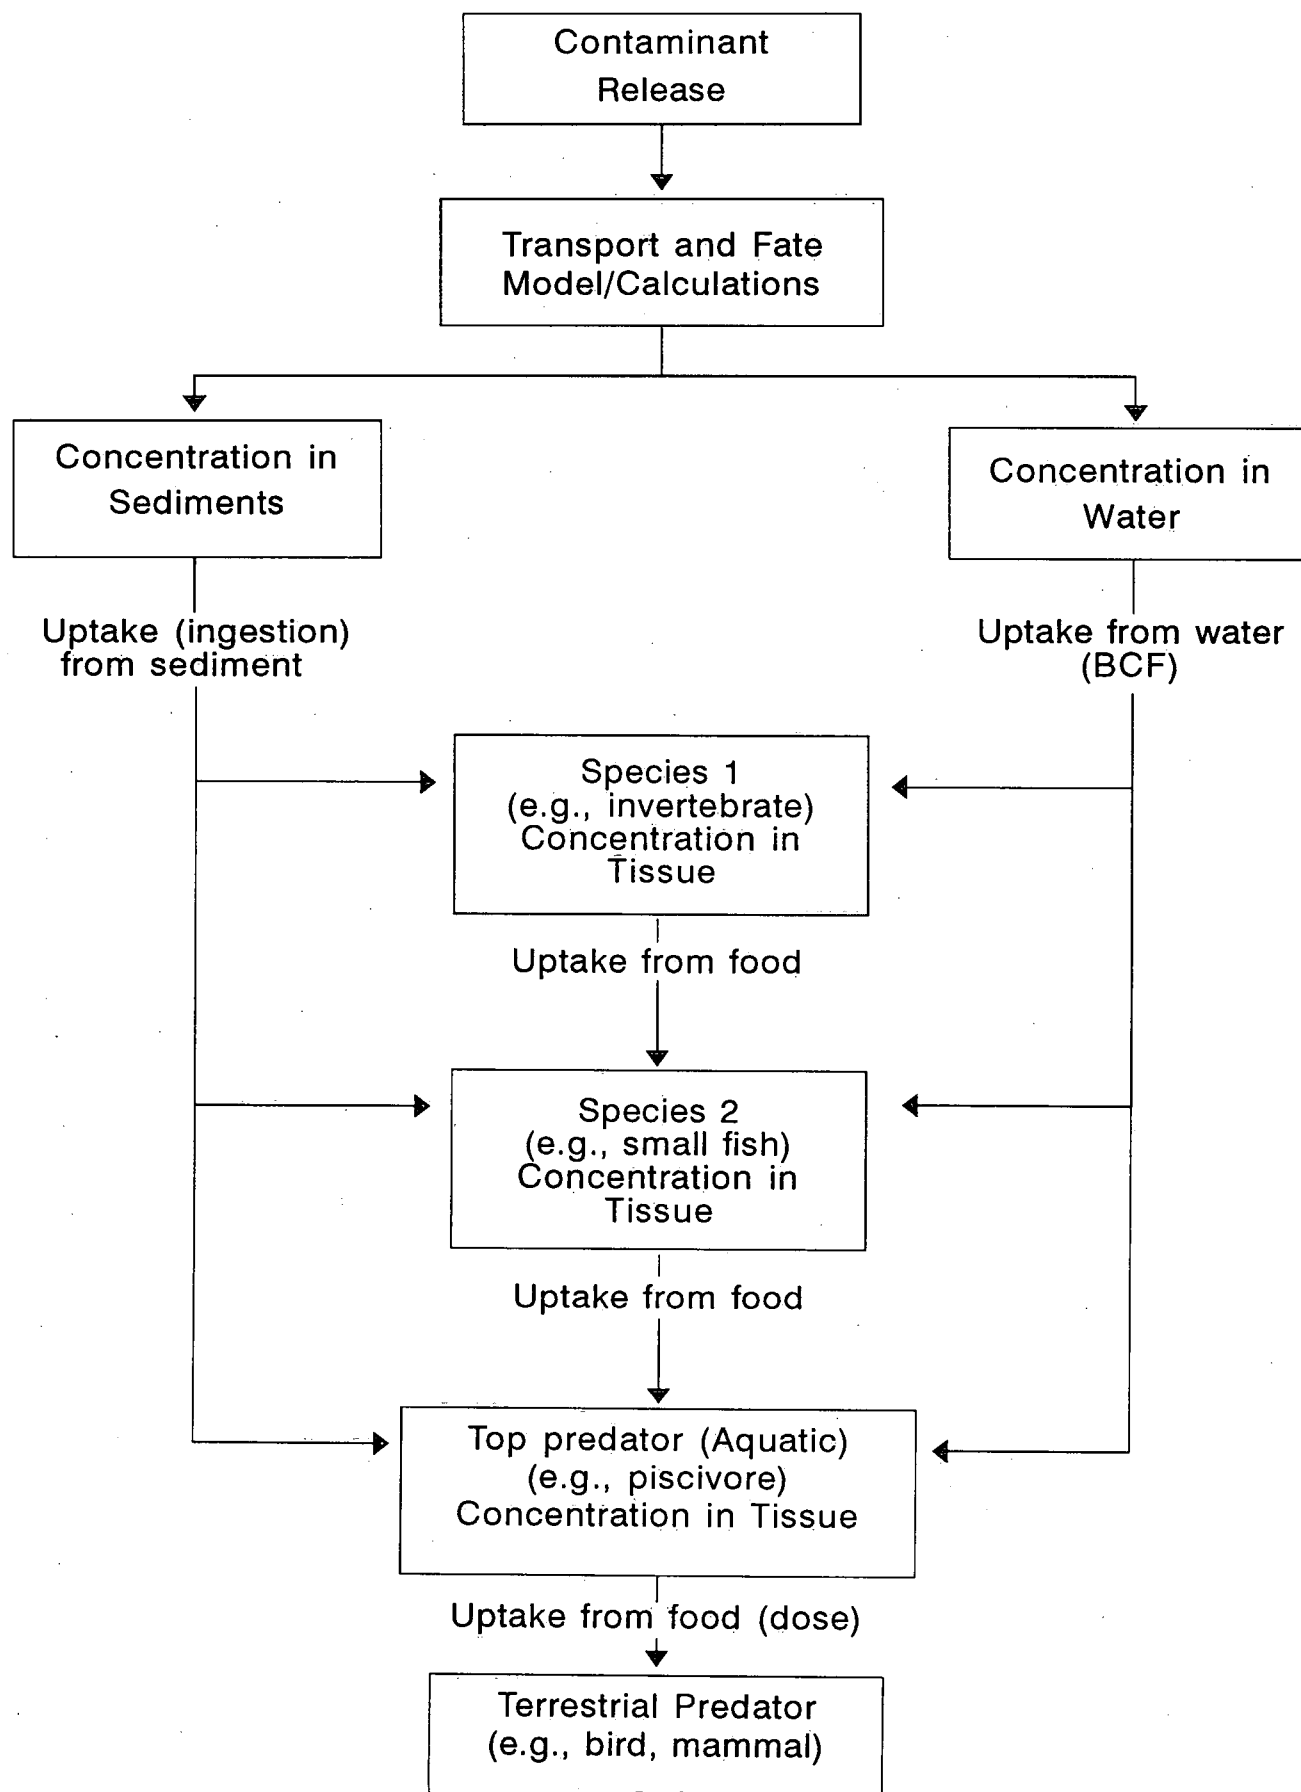 Contaminant
Release
Transport and Fate
Model/Calculations
Concentration in
Sediments
Concentration in
Water
Uptake (ingestion)
from sediment
Uptake from water
(BCF)
Species 1
(e.g., invertebrate)
Concentration in
Tissue
Uptake from food
Species 2
(e.g., small fish)
Concentration in
Tissue
Uptake from food
Top predator (Aquatic)
(e.g., piscivore)
Concentration in Tissue
Uptake from food (dose)
Terrestrial Predator
(e.g., bird, mammal)